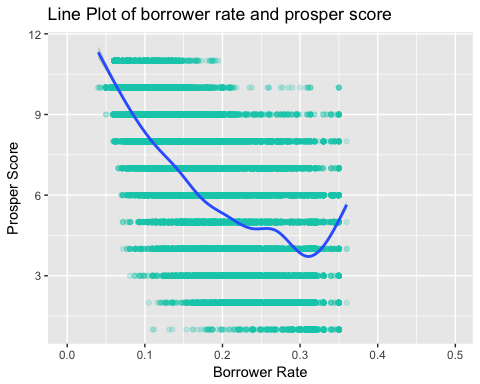 Line Plot of borrower rate and prosper score
12
9
6
3
Prosper Score
0.0 0.1 0.2 0.3 0.4 0.5
Borrower Rate